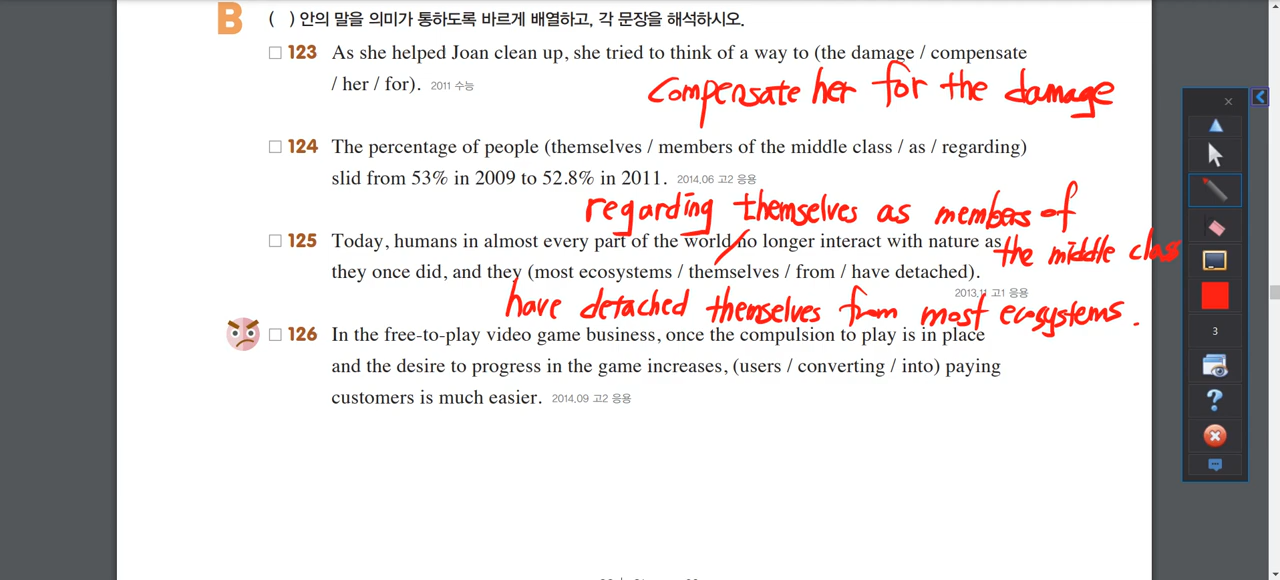 B ( ) 안의 말을 의미가 통하도록 바르게 배열하고, 각 문장을 해석하시오.
123 As she helped Joan clean up, she tried to think of a way to (the damage / compensate
/ her / for). 2011 수능
compensate her for the damage
124 The percentage of people (themselves / members of the middle class / as / regarding)
slid from 53% in 2009 to 52.8% in 2011. 2014.06 고2 응용
regarding themselves as members of
the middle class
125 Today, humans in almost every part of the world no longer interact with nature as
they once did, and they (most ecosystems / themselves / from / have detached).
2013.11 고1 응용
have detached themselves from most ecosystems.
126 In the free-to-play video game business, once the compulsion to play is in place
and the desire to progress in the game increases, (users / converting / into) paying
customers is much easier. 2014.09 고2 응용
3